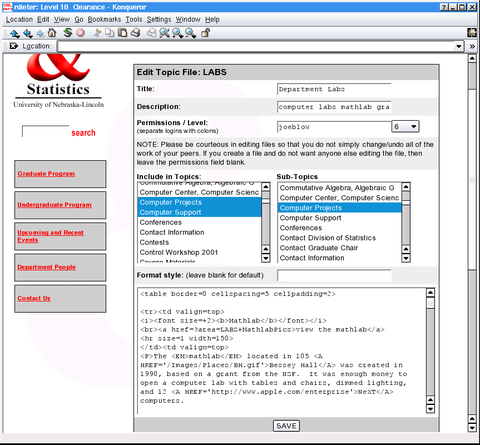 rdieter: Level 10 Clearance - Konqueror
Location Edit View Go Bookmarks Tools Settings Window Help
Location:
&
Statistics
University of Nebraska-Lincoln
search
Graduate Program
Undergraduate Program
Upcoming and Recent
Events
Department People
Contact Us
Edit Topic File: LABS
Title:
Department Labs
Description:
computer labs mathlab gra
Permissions / Level:
(separate logins with colons)
joeblow
6
NOTE: Please be courteous in editing files so that you do not simply change/undo all of the
work of your peers. If you create a file and do not want anyone else editing the file, then
leave the permissions field blank.
Include in Topics:
Commutative Algebra, Algebraic G
Computer Center, Computer Scienc
Computer Projects
Computer Support
Conferences
Contact Information
Contests
Control Workshop 2001
Course Materials
Sub-Topics
Commutative Algebra, Algebraic G
Computer Center, Computer Scienc
Computer Projects
Computer Support
Conferences
Contact Division of Statistics
Contact Graduate Chair
Contact Information
Format style: (leave blank for default)
<table border=0 cellspacing=5 cellpadding=2>
<tr><td valign=top>
<i><font size=+2><b>Mathlab</b></font></i>
<br><a href=?area=LABS+MathlabPics>view the mathlab</a>
<hr size=1 width=150>
</td><td valign=top>
<P>The <EM>mathlab</EM> located in 105 <A
HREF='/Images/Places/BH.gif'>Bessey Hall</A> was created in
1990, based on a grant from the NSF. It was enough money to
open a computer lab with tables and chairs, dimmed lighting,
and 12 <A HREF='http://www.apple.com/enterprise'>NeXT</A>
computers.
SAVE